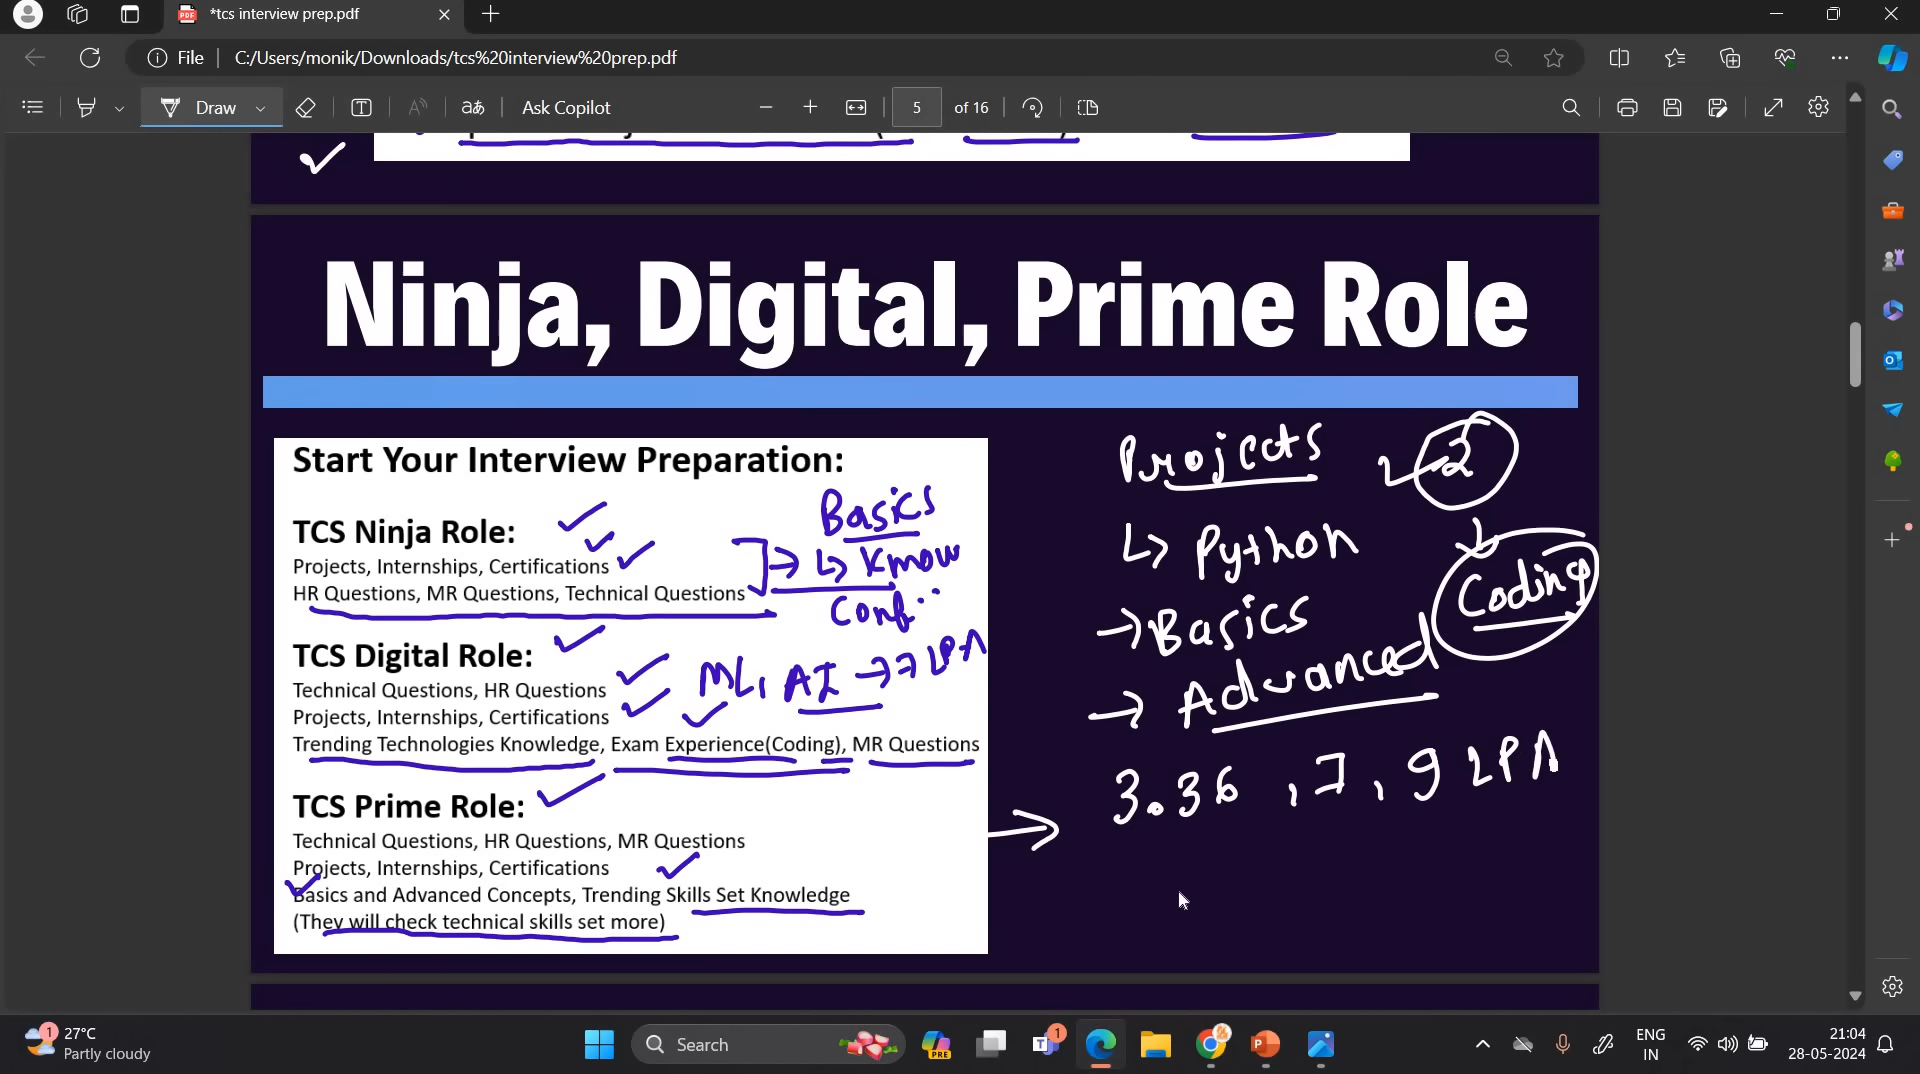 *tcs interview prep.pdf
File
C:/Users/monik/Downloads/tcs%20interview%20prep.pdf
Draw
Ask Copilot
5
of 16
Ninja, Digital, Prime Role
Start Your Interview Preparation:
TCS Ninja Role:
Projects, Internships, Certifications
HR Questions, MR Questions, Technical Questions
Basics
Know
Conf
TCS Digital Role:
Technical Questions, HR Questions
Projects, Internships, Certifications
Trending Technologies Knowledge, Exam Experience(Coding), MR Questions
ML, AI → 7 LPA
TCS Prime Role:
Technical Questions, HR Questions, MR Questions
Projects, Internships, Certifications
Basics and Advanced Concepts, Trending Skills Set Knowledge
(They will check technical skills set more)
Projects
2
Python
Coding
→ Basics
→ Advanced
3.36 , 7, 9 LPA
1
27°C
Partly cloudy
Search
PRE
1
ENG
IN
21:04
28-05-2024